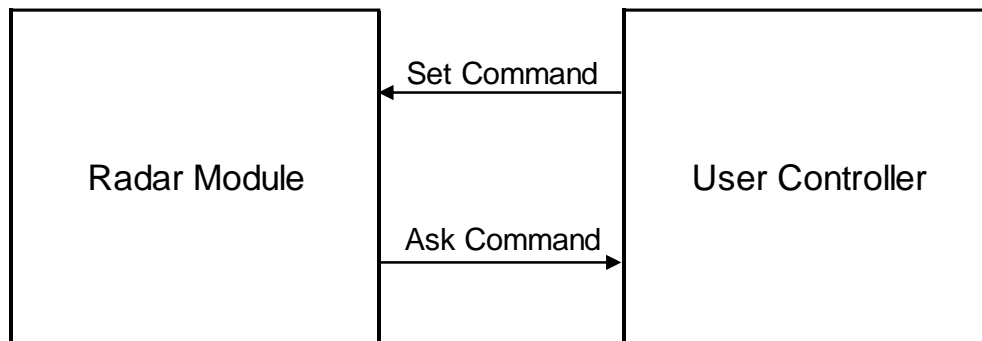 Set Command
Radar Module
User Controller
Ask Command